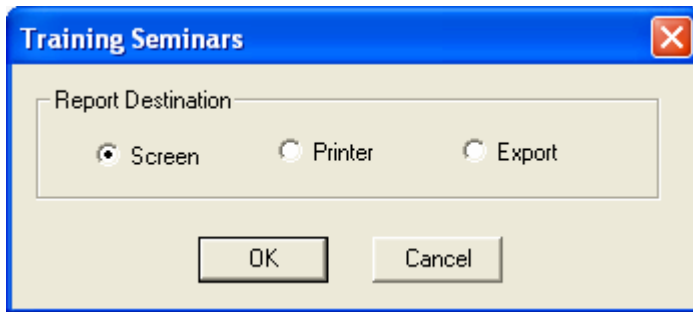 Training Seminars
Report Destination
Screen Printer Export
OK Cancel